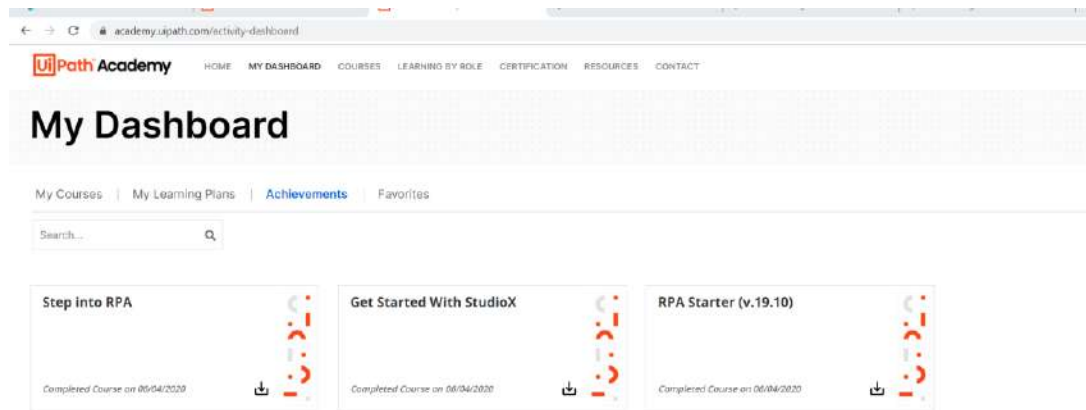 academy.uipath.com/activity-dashboard
UiPath Academy HOME MY DASHBOARD COURSES LEARNING BY ROLE CERTIFICATION RESOURCES CONTACT
My Dashboard
My Courses | My Learning Plans | Achievements | Favorites
Search...
Step into RPA Get Started With StudioX RPA Starter (v.19.10)
Completed Course on 06/04/2020 Completed Course on 06/04/2020 Completed Course on 06/04/2020